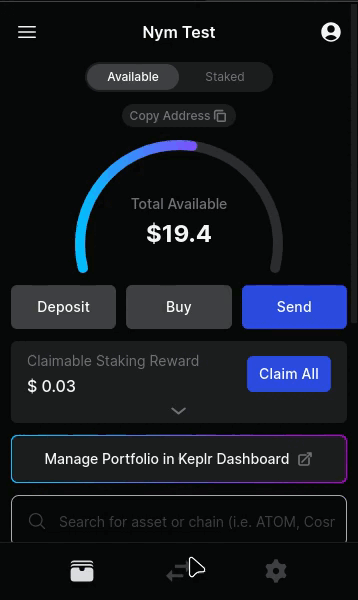 Nym Test
Available Staked
Copy Address
Total Available
$19.4
Deposit Buy Send
Claimable Staking Reward
$ 0.03
Claim All
Manage Portfolio in Keplr Dashboard
Search for asset or chain (i.e. ATOM, Cosr